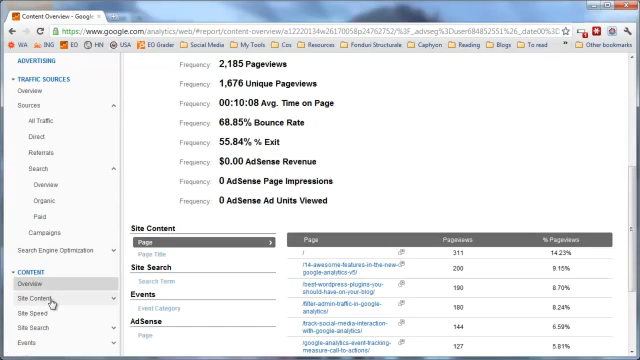 Content Overview - Google A
https://www.google.com/analytics/web/#report/content-overview/a12220134w26197518p24762752/%3F_advseg%3Duser684852551%26_date00%3D
WA
ING
EO
HN
USA
EO Grader
Social Media
My Tools
Cos
Resources
Fonduri Structurale
Caphyon
Reading
Blogs
To read
Other bookmarks
ADVERTISING
TRAFFIC SOURCES
Overview
Sources
All Traffic
Direct
Referrals
Search
Overview
Organic
Paid
Campaigns
Search Engine Optimization
CONTENT
Overview
Site Content
Site Speed
Site Search
Events
Frequency: 2,185 Pageviews
Frequency: 1,676 Unique Pageviews
Frequency: 00:10:08 Avg. Time on Page
Frequency: 68.85% Bounce Rate
Frequency: 55.84% % Exit
Frequency: $0.00 AdSense Revenue
Frequency: 0 AdSense Page Impressions
Frequency: 0 AdSense Ad Units Viewed
Site Content
Page
Page Title
Site Search
Search Term
Events
Event Category
AdSense
Page
Page Pageviews % Pageviews
/ 311 14.23%
/14-awesome-features-in-the-new-
google-analytics-v5/ 200 9.15%
/best-wordpress-plugins-you-
should-have-on-your-blog/ 190 8.70%
/filter-admin-traffic-in-google-
analytics/ 180 8.24%
/track-social-media-interaction-
with-google-analytics/ 144 6.59%
/google-analytics-event-tracking-
measure-call-to-actions/ 127 5.81%